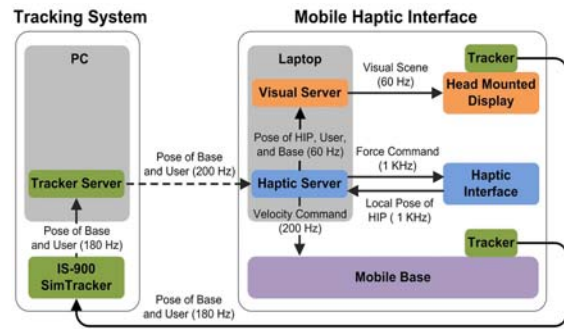 Tracking System
Mobile Haptic Interface
PC
Laptop
Tracker
Visual Scene
(60 Hz)
Visual Server
Head Mounted
Display
Pose of HIP, User,
and Base (60 Hz)
Force Command
(1 KHz)
Pose of Base
and User (200 Hz)
Tracker Server
Haptic Server
Haptic
Interface
Local Pose of
HIP ( 1 KHz)
Velocity Command
(200 Hz)
Pose of Base
and User (180 Hz)
Tracker
IS-900
SimTracker
Mobile Base
Pose of Base
and User (180 Hz)